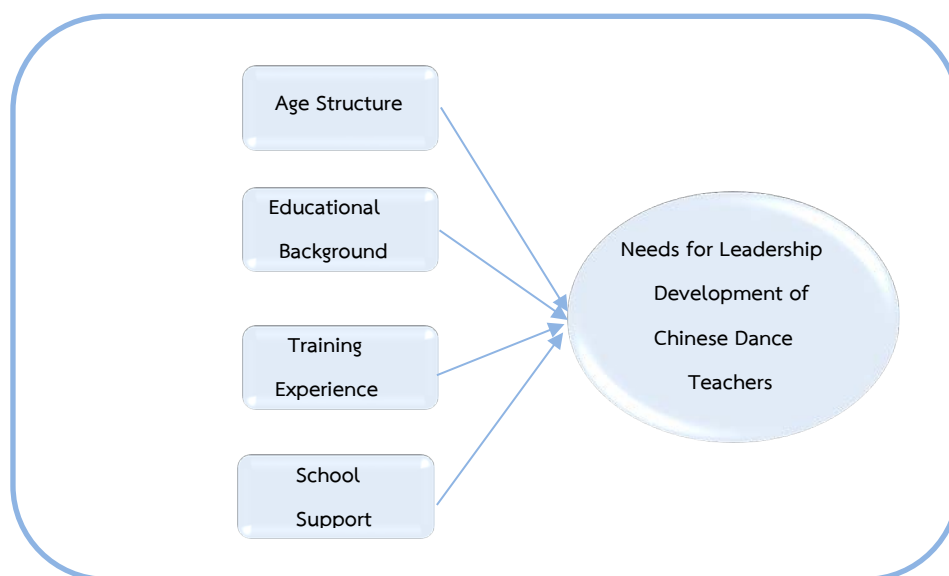 Age Structure
Educational
Background
Training
Experience
School
Support
Needs for Leadership
Development of
Chinese Dance
Teachers